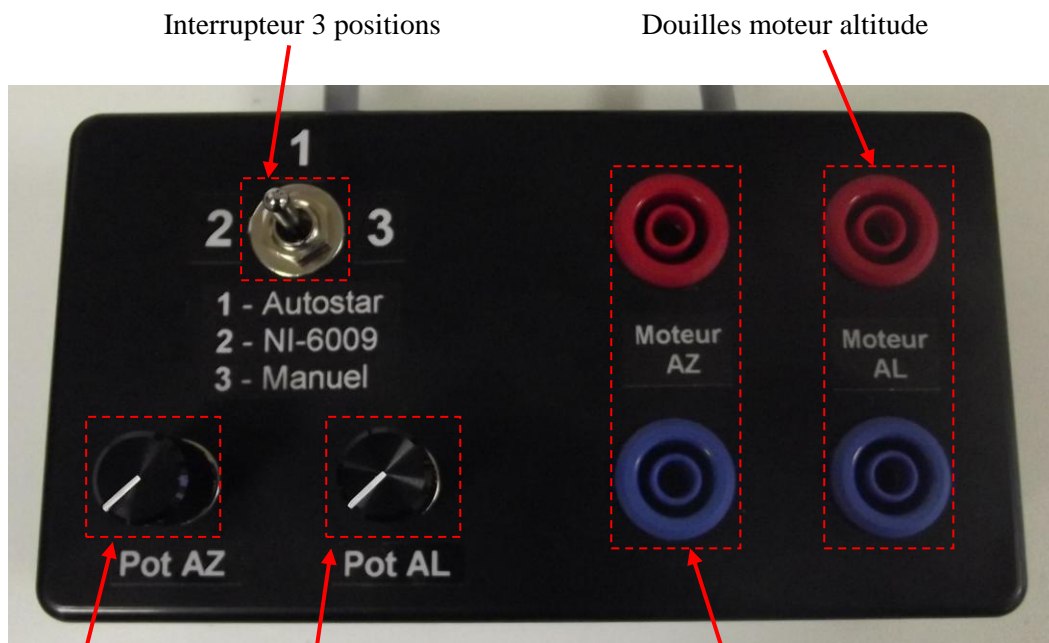 Interrupteur 3 positions
Douilles moteur altitude
1
2
3
1 - Autostar
2 - NI-6009
3 - Manuel
Moteur
AZ
Moteur
AL
Pot AZ
Pot AL